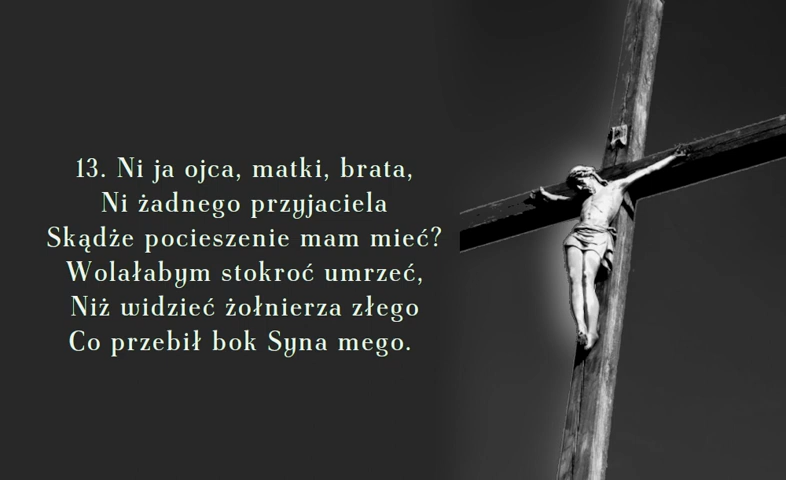 13. Ni ja ojca, matki, brata,
Ni żadnego przyjaciela
Skądże pocieszenie mam mieć?
Wolałabym stokroć umrzeć,
Niż widzieć żołnierza złego
Co przebił bok Syna mego.